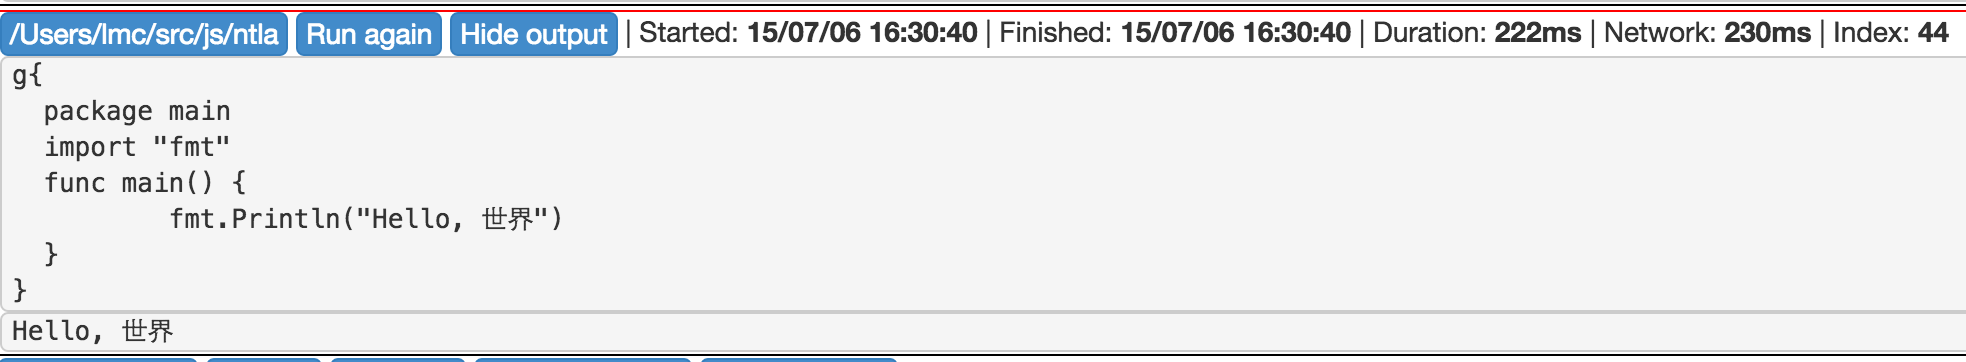 /Users/lmc/src/js/ntla Run again Hide output | Started: 15/07/06 16:30:40 | Finished: 15/07/06 16:30:40 | Duration: 222ms | Network: 230ms | Index: 44
g{
  package main
  import "fmt"
  func main() {
          fmt.Println("Hello, 世界")
  }
}
Hello, 世界